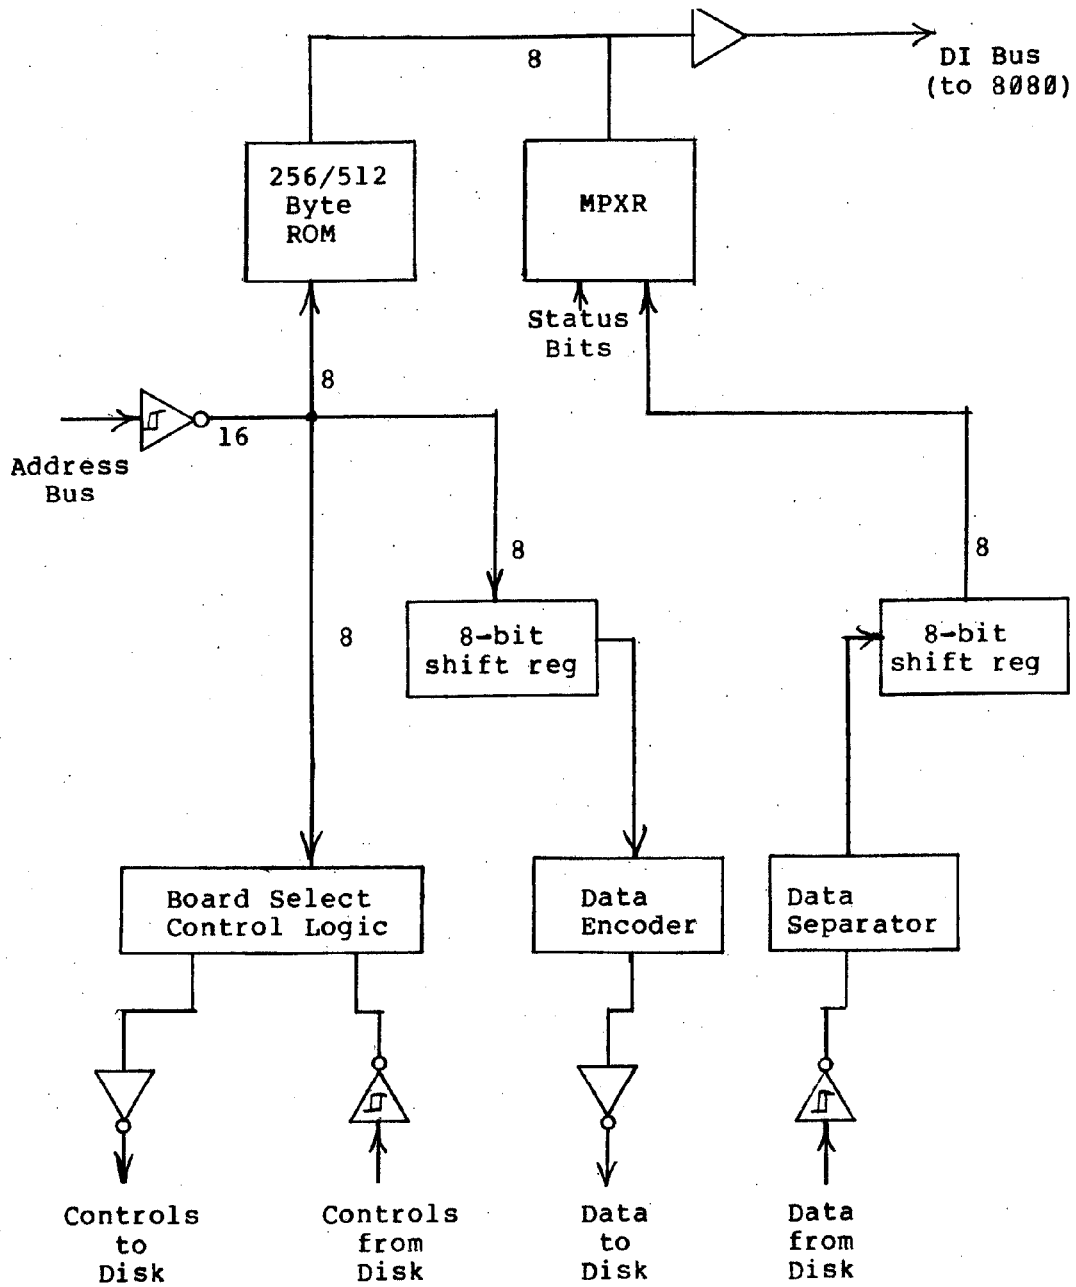 8
DI Bus
(to 8080)
256/512
Byte
ROM
MPXR
Status
Bits
8
16
Address
Bus
8
8
8
8-bit
shift reg
8-bit
shift reg
Board Select
Control Logic
Data
Encoder
Data
Separator
Controls
to
Disk
Controls
from
Disk
Data
to
Disk
Data
from
Disk